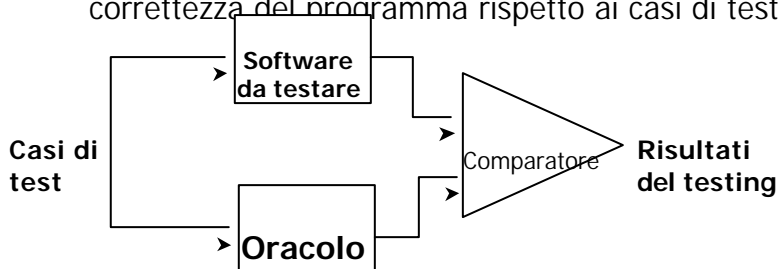 correttezza del programma rispetto ai casi di test
Software
da testare
Casi di
test
Comparatore
Risultati
del testing
Oracolo